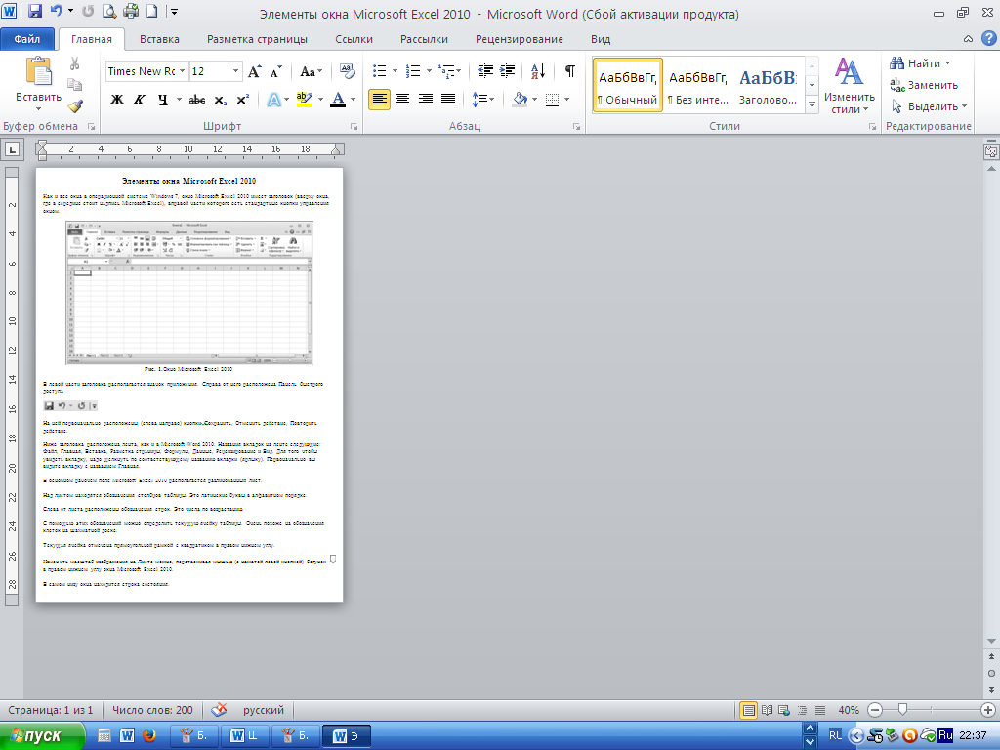 Элементы окна Microsoft Excel 2010 - Microsoft Word (Сбой активации продукта)
Файл Главная Вставка Разметка страницы Ссылки Рассылки Рецензирование Вид
Times New Ro 12
Вставить
АаБбВвГг, АаБбВвГг, АаБбВ
¶ Обычный ¶ Без инте... Заголово...
Изменить стили
Найти
Заменить
Выделить
Буфер обмена Шрифт Абзац Стили Редактирование
2 4 6 8 10 12 14 16 18
2
4
6
8
10
12
14
16
18
20
22
24
26
28
Элементы окна Microsoft Excel 2010
Как и все окна в операционной системе Windows 7, окно Microsoft Excel 2010 имеет заголовок (вверху окна,
где в середине стоит надпись Microsoft Excel), в правой части которого есть стандартные кнопки управления
окном.
Рис. 1.Окно Microsoft Excel 2010
В левой части заголовка располагается значок приложения. Справа от него расположена Панель быстрого
доступа
На ней первоначально расположены (слева направо) кнопки Сохранить, Отменить действие, Повторить
действие.
Ниже заголовка расположена лента, как и в Microsoft Word 2010. Названия вкладок на ленте следующие:
Файл, Главная, Вставка, Разметка страницы, Формулы, Данные, Рецензирование и Вид. Для того чтобы
увидеть вкладку, надо щелкнуть по соответствующему названию вкладки (ярлыку). Первоначально вы
видите вкладку с названием Главная.
В основном рабочем поле Microsoft Excel 2010 располагается разлинованный лист.
Над листом находятся обозначения столбцов таблицы. Это латинские буквы в алфавитном порядке.
Слева от листа расположены обозначения строк. Это числа по возрастанию.
С помощью этих обозначений можно определить текущую ячейку таблицы. Очень похоже на обозначения
клеток на шахматной доске.
Текущая ячейка отмечена прямоугольной рамкой с квадратиком в правом нижнем углу.
Изменить масштаб изображения на Листе можно, перетаскивая мышью (с нажатой левой кнопкой) бегунок
в правом нижнем углу окна Microsoft Excel 2010.
В самом низу окна находится строка состояния.
Страница: 1 из 1 Число слов: 200 русский 40%
пуск Б. Ц. Б. Э RL Ru 22:37